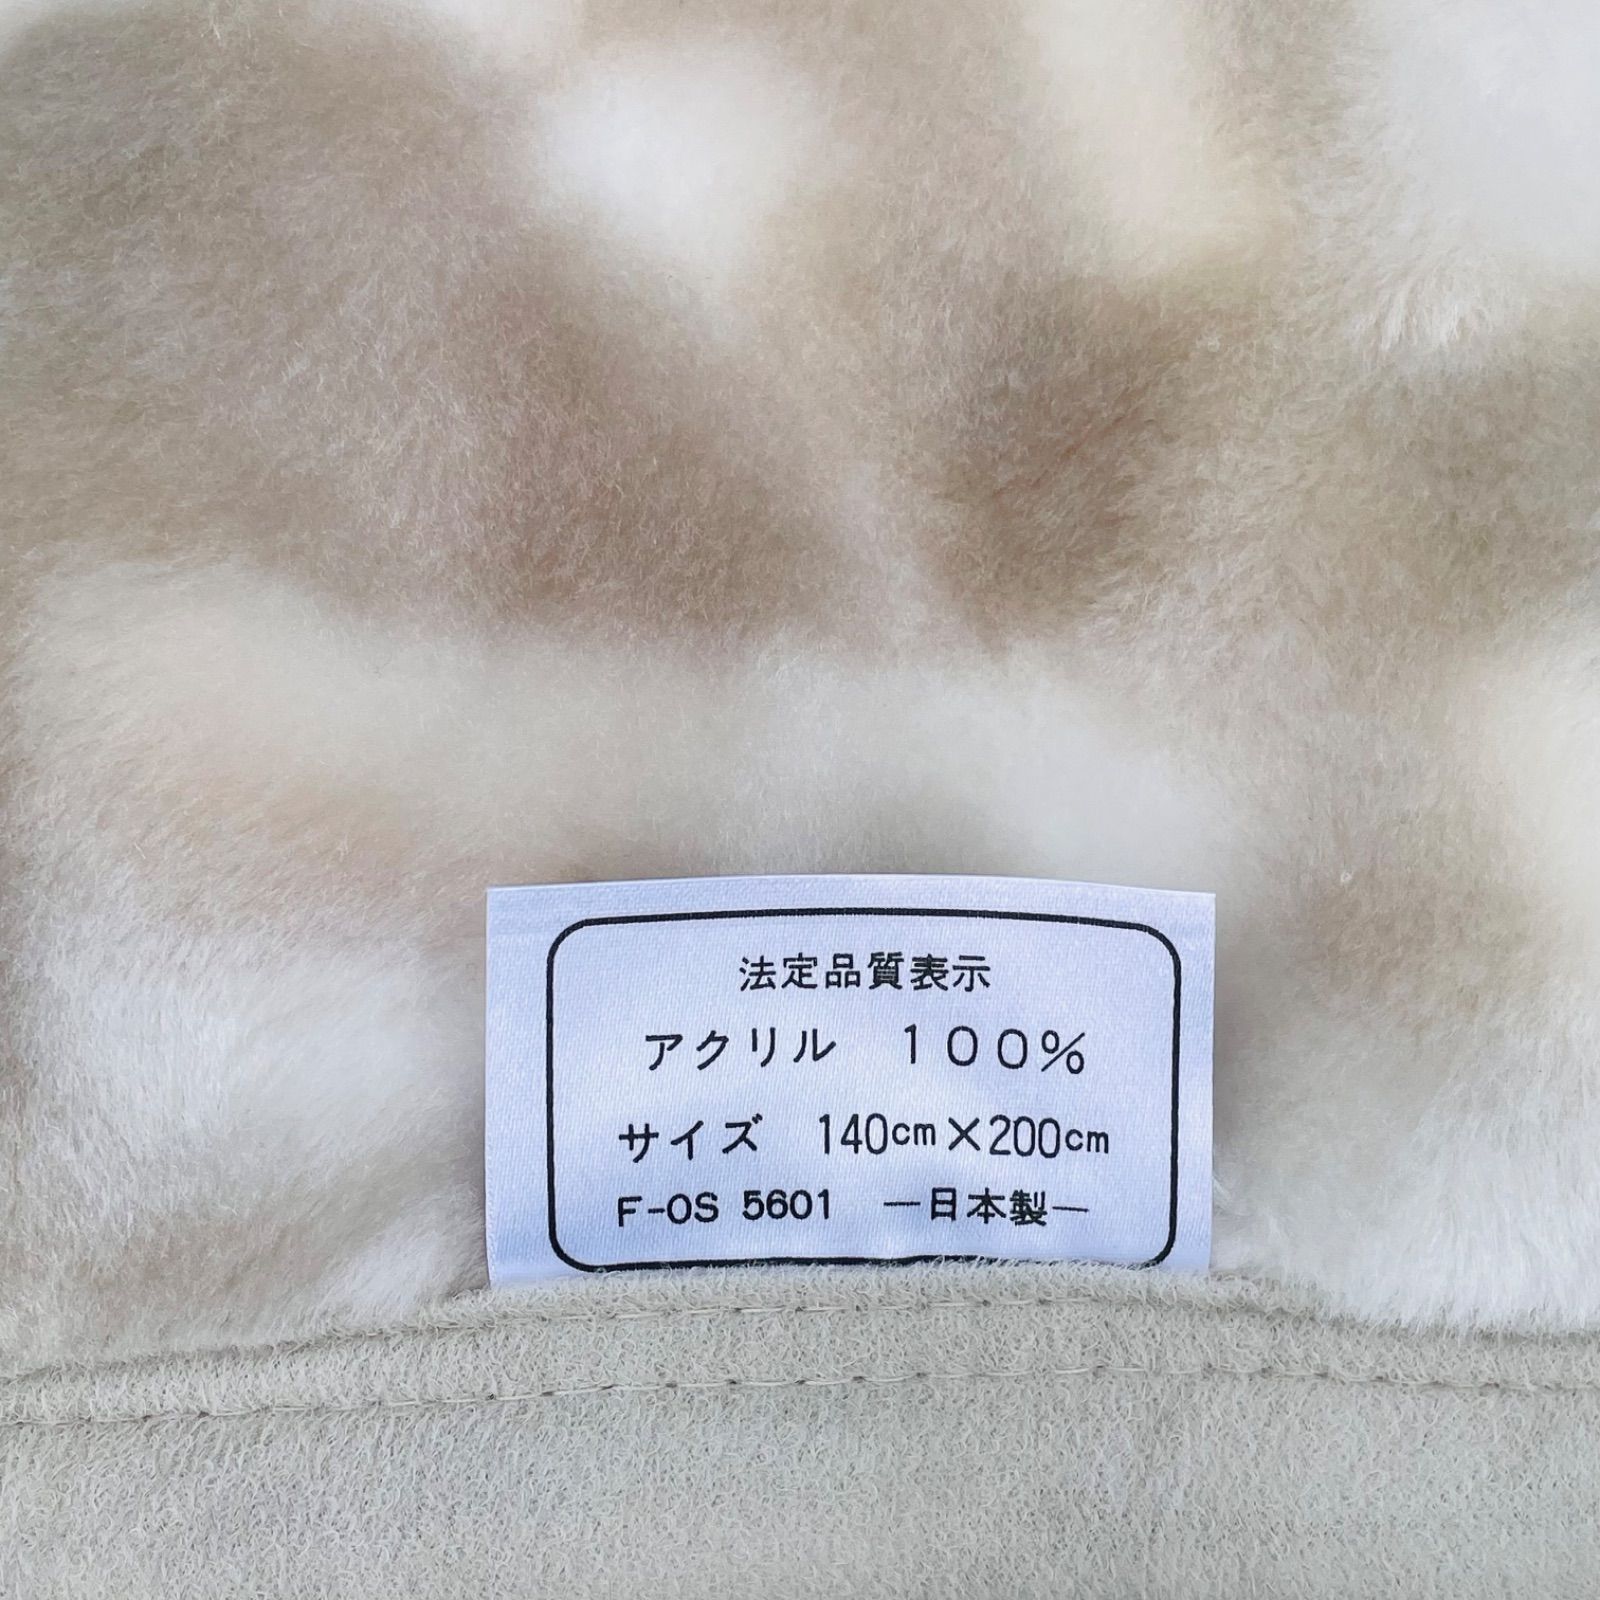 法定品質表示
アクリル　１００％
サイズ　140㎝×200㎝
F-OS 5601　―日本製―